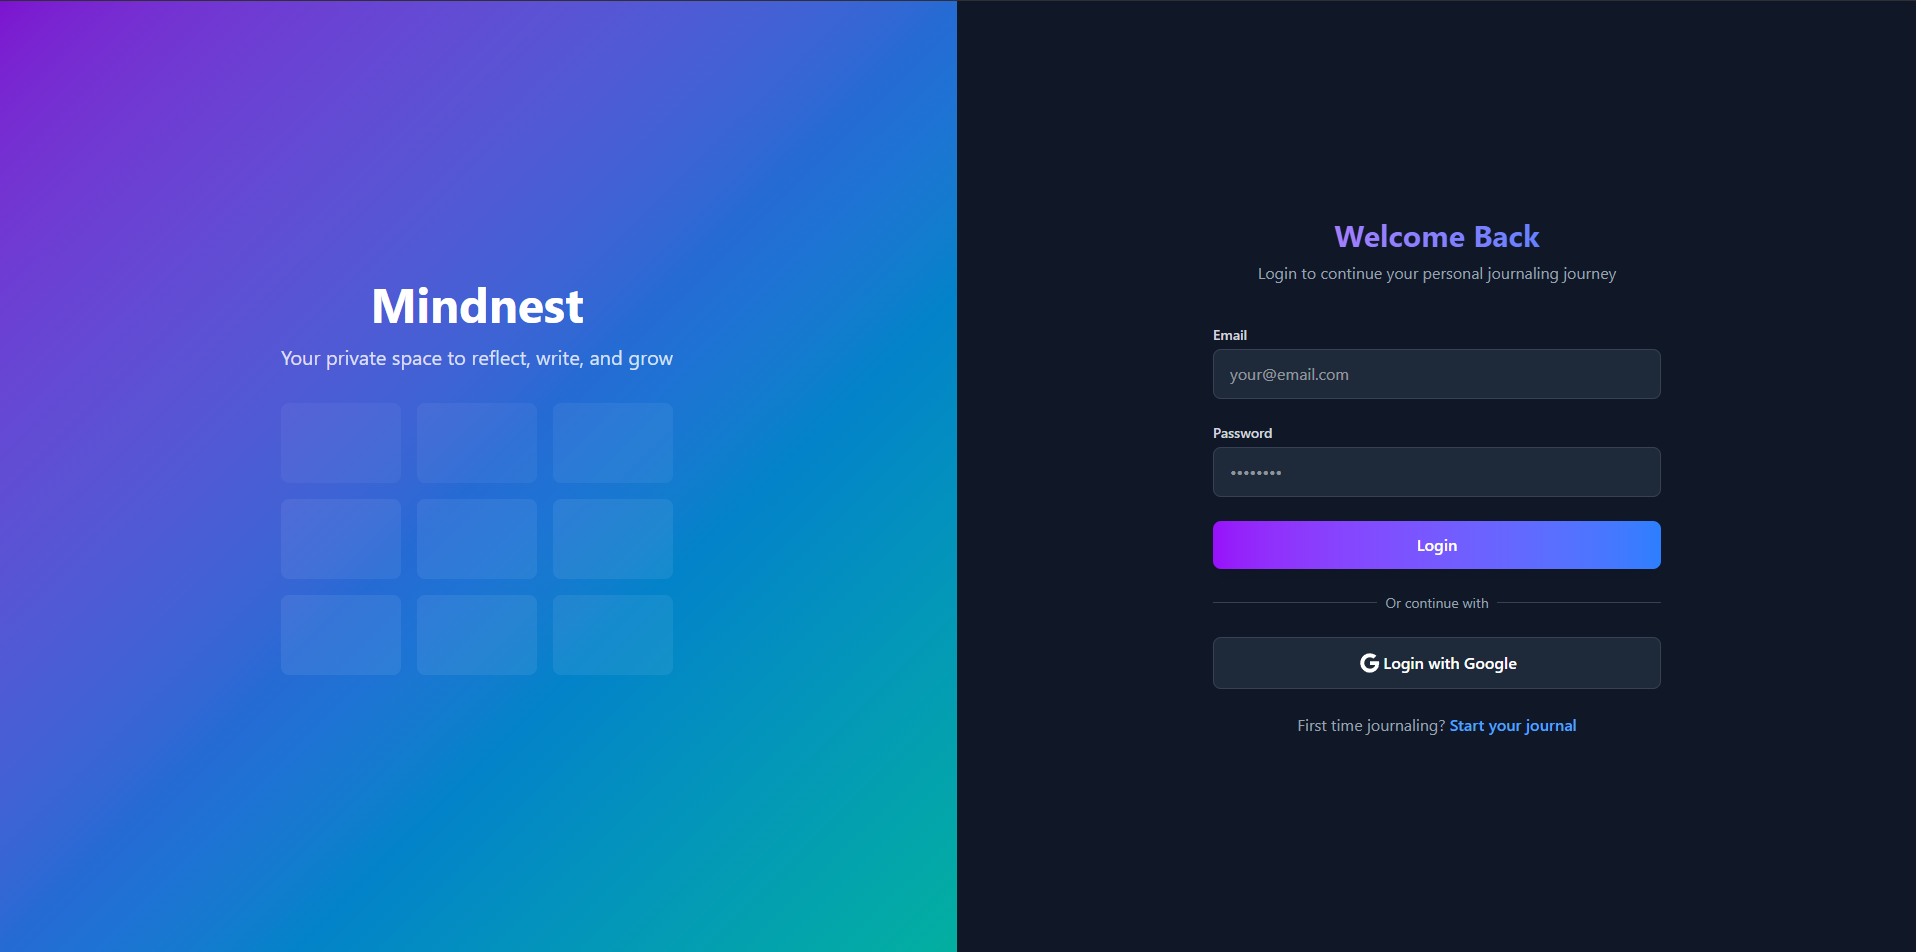 Mindnest
Your private space to reflect, write, and grow
Welcome Back
Login to continue your personal journaling journey
Email
your@email.com
Password
••••••••
Login
Or continue with
Login with Google
First time journaling? Start your journal